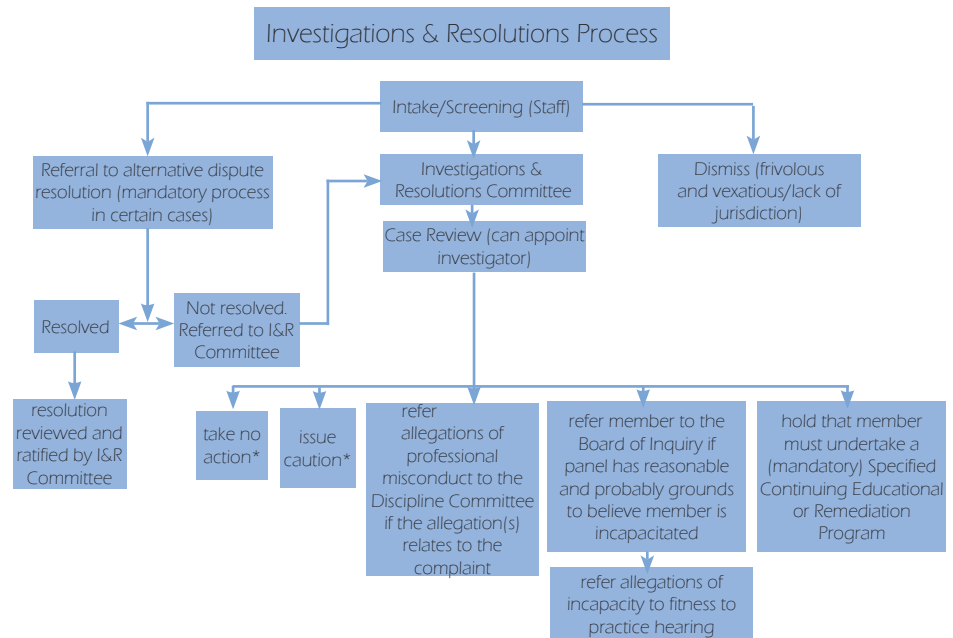 Investigations & Resolutions Process
Intake/Screening (Staff)
Referral to alternative dispute
resolution (mandatory process
in certain cases)
Investigations &
Resolutions Committee
Dismiss (frivolous
and vexatious/lack of
jurisdiction)
Case Review (can appoint
investigator)
Resolved
Not resolved.
Referred to I&R
Committee
resolution
reviewed and
ratified by I&R
Committee
take no
action*
issue
caution*
refer
allegations of
professional
misconduct to the
Discipline Committee
if the allegation(s)
relates to the
complaint
refer member to the
Board of Inquiry if
panel has reasonable
and probably grounds
to believe member is
incapacitated
hold that member
must undertake a
(mandatory) Specified
Continuing Educational
or Remediation
Program
refer allegations of
incapacity to fitness to
practice hearing